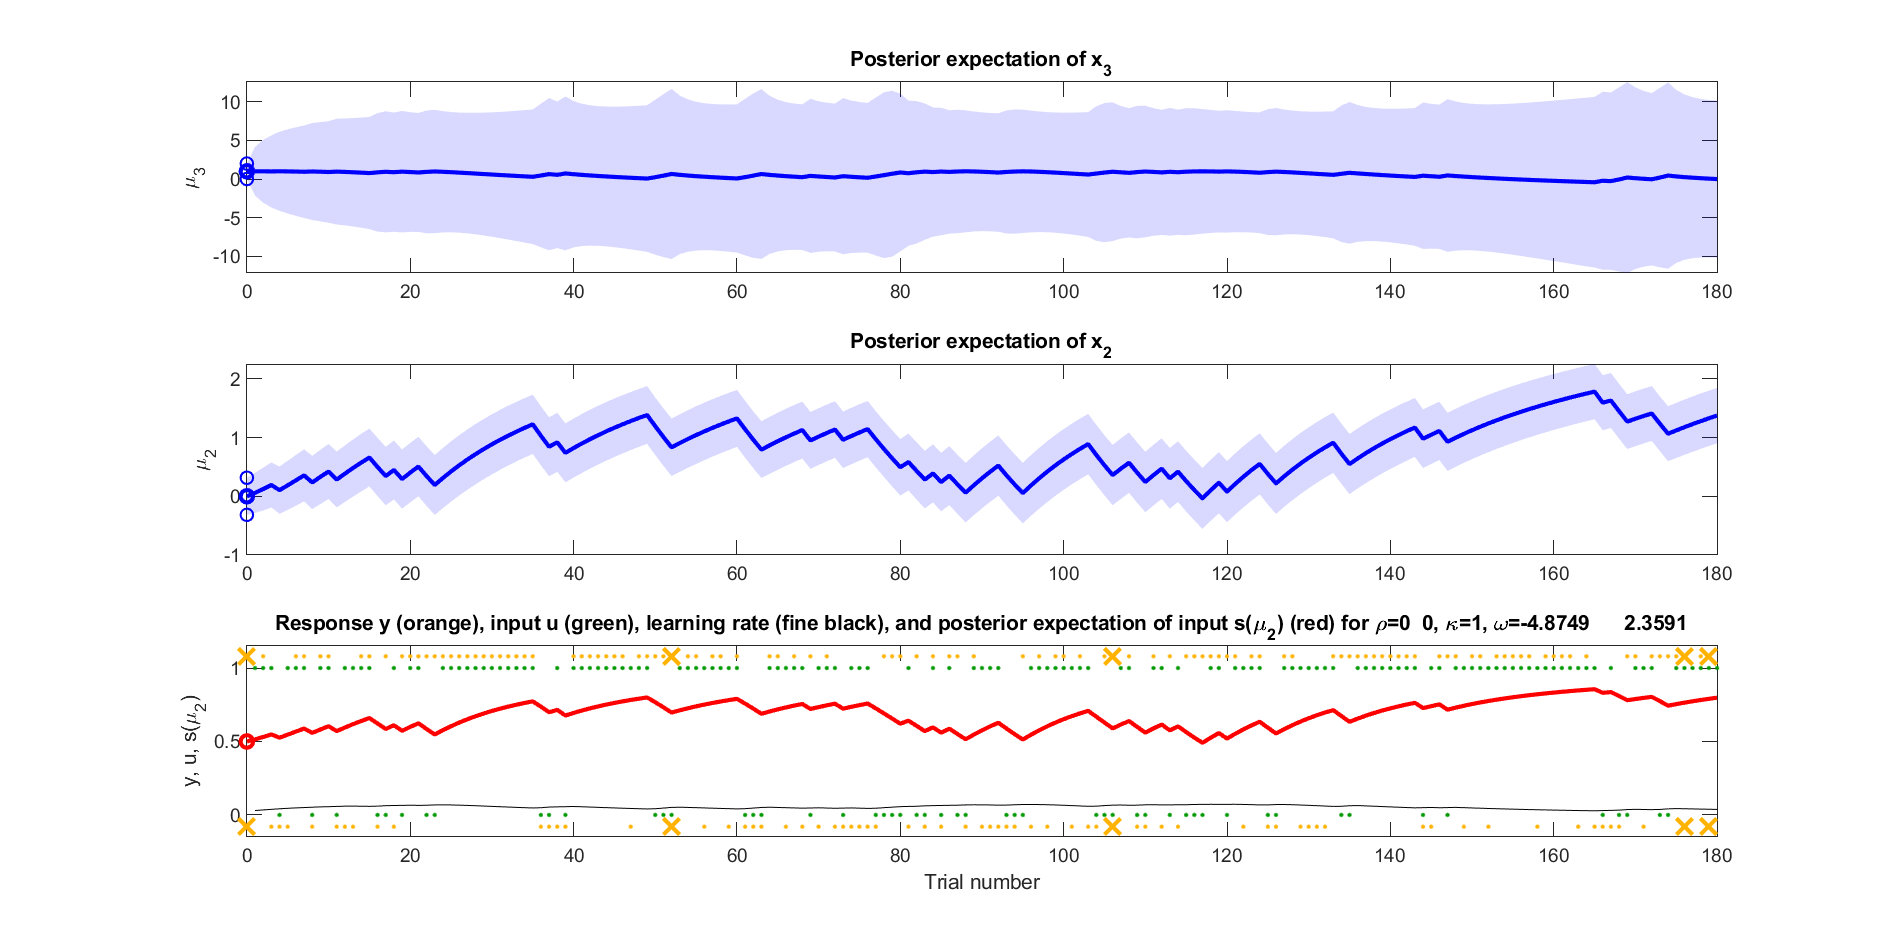 Posterior expectation of x3
10
5
0
-5
-10
μ3
0 20 40 60 80 100 120 140 160 180
Posterior expectation of x2
2
1
0
-1
μ2
0 20 40 60 80 100 120 140 160 180
Response y (orange), input u (green), learning rate (fine black), and posterior expectation of input s(μ2) (red) for ρ=0 0, κ=1, ω=-4.8749 2.3591
1
0.5
0
y, u, s(μ2)
0 20 40 60 80 100 120 140 160 180
Trial number